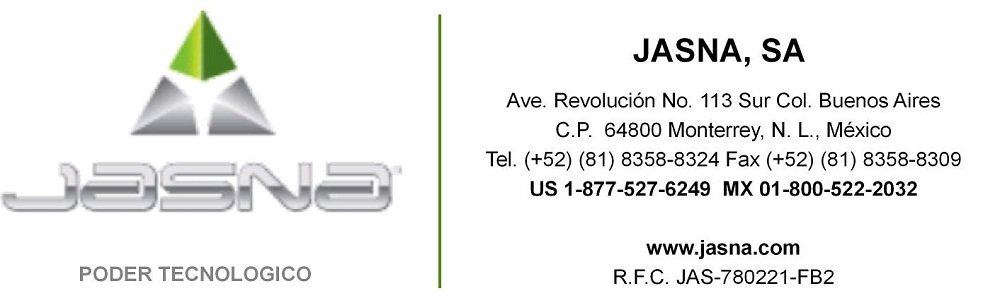 JASNA
PODER TECNOLOGICO
JASNA, SA
Ave. Revolución No. 113 Sur Col. Buenos Aires
C.P. 64800 Monterrey, N. L., México
Tel. (+52) (81) 8358-8324 Fax (+52) (81) 8358-8309
US 1-877-527-6249 MX 01-800-522-2032
www.jasna.com
R.F.C. JAS-780221-FB2